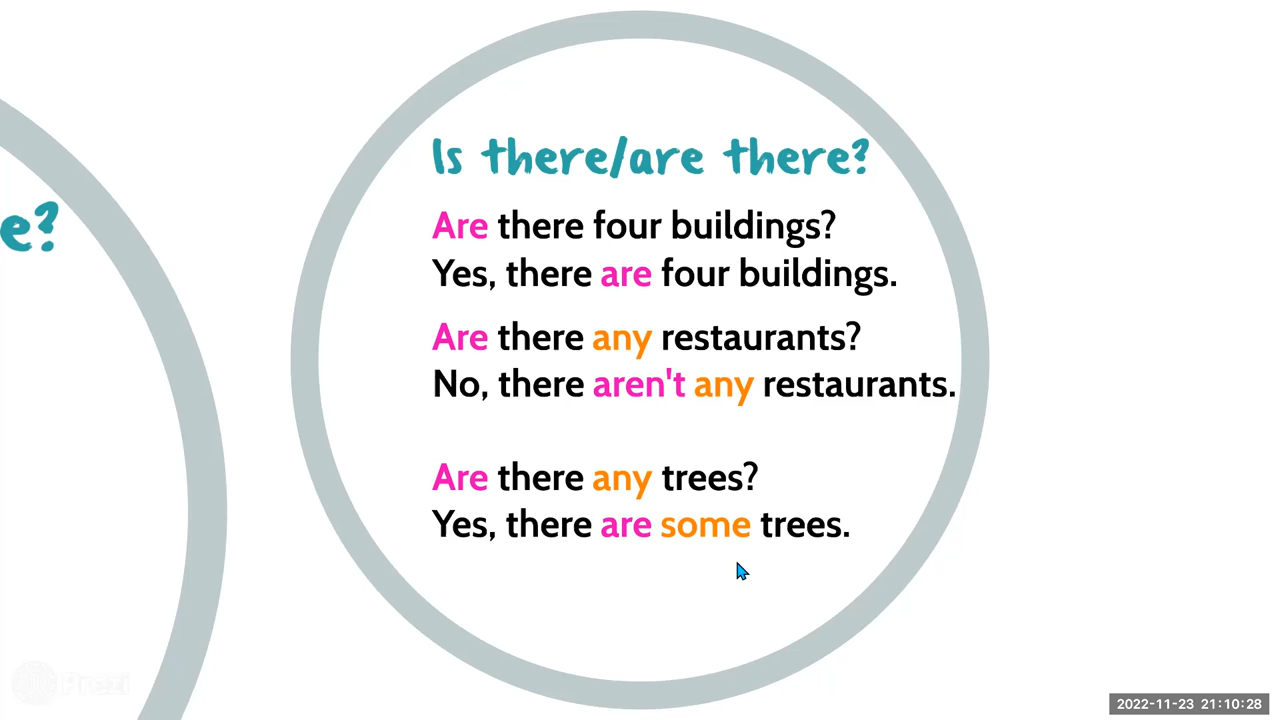 e?
Is there/are there?
Are there four buildings?
Yes, there are four buildings.
Are there any restaurants?
No, there aren't any restaurants.
Are there any trees?
Yes, there are some trees.
Prezi
2022-11-23 21:10:28